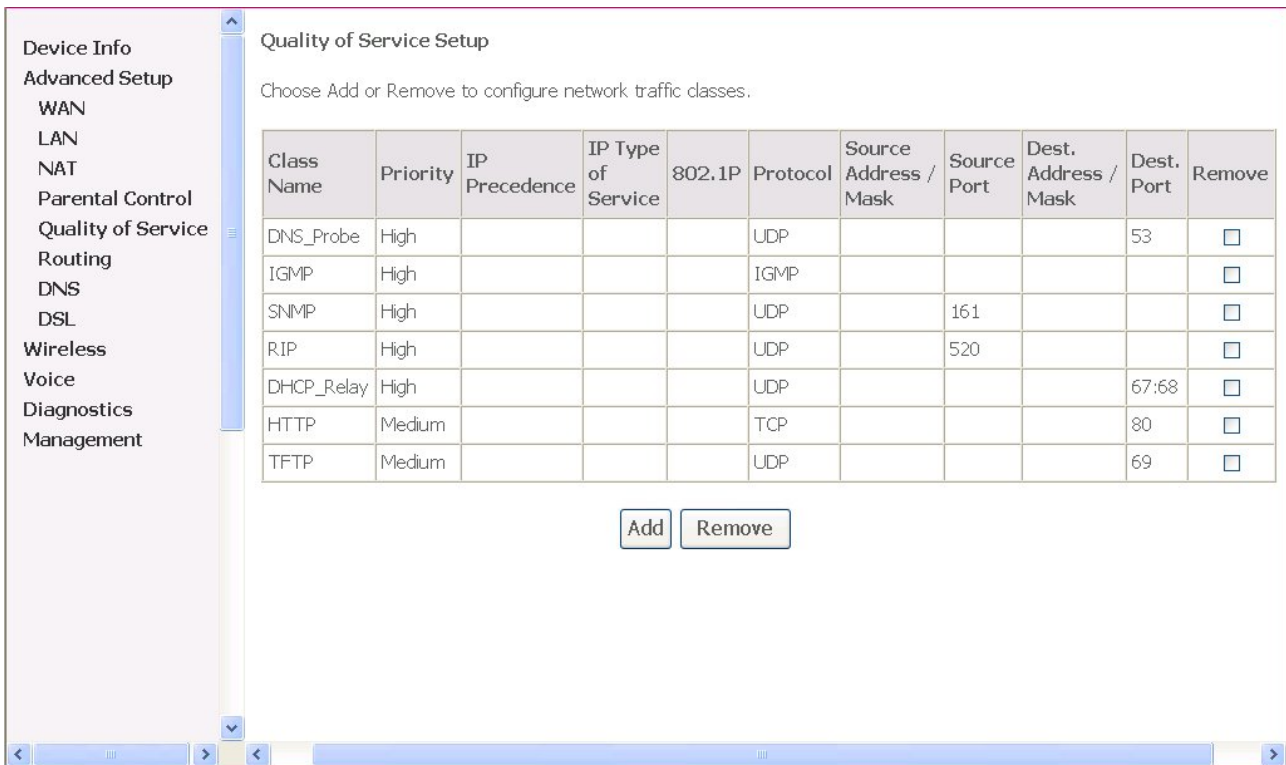 Device Info
Advanced Setup
WAN
LAN
NAT
Parental Control
Quality of Service
Routing
DNS
DSL
Wireless
Voice
Diagnostics
Management
Quality of Service Setup
Choose Add or Remove to configure network traffic classes.
Class Name Priority IP Precedence IP Type of Service 802.1P Protocol Source Address / Mask Source Port Dest. Address / Mask Dest. Port Remove
DNS_Probe High UDP 53
IGMP High IGMP
SNMP High UDP 161
RIP High UDP 520
DHCP_Relay High UDP 67:68
HTTP Medium TCP 80
TFTP Medium UDP 69
Add Remove